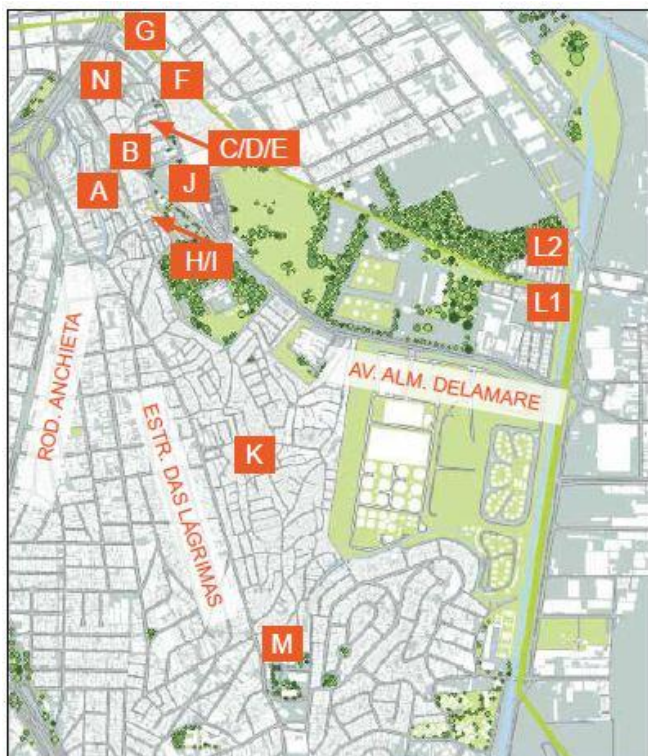 G
N
F
B
C/D/E
A
J
H/I
L2
L1
ROD. ANCHIETA
AV. ALM. DELAMARE
ESTR. DAS LÁGRIMAS
K
M